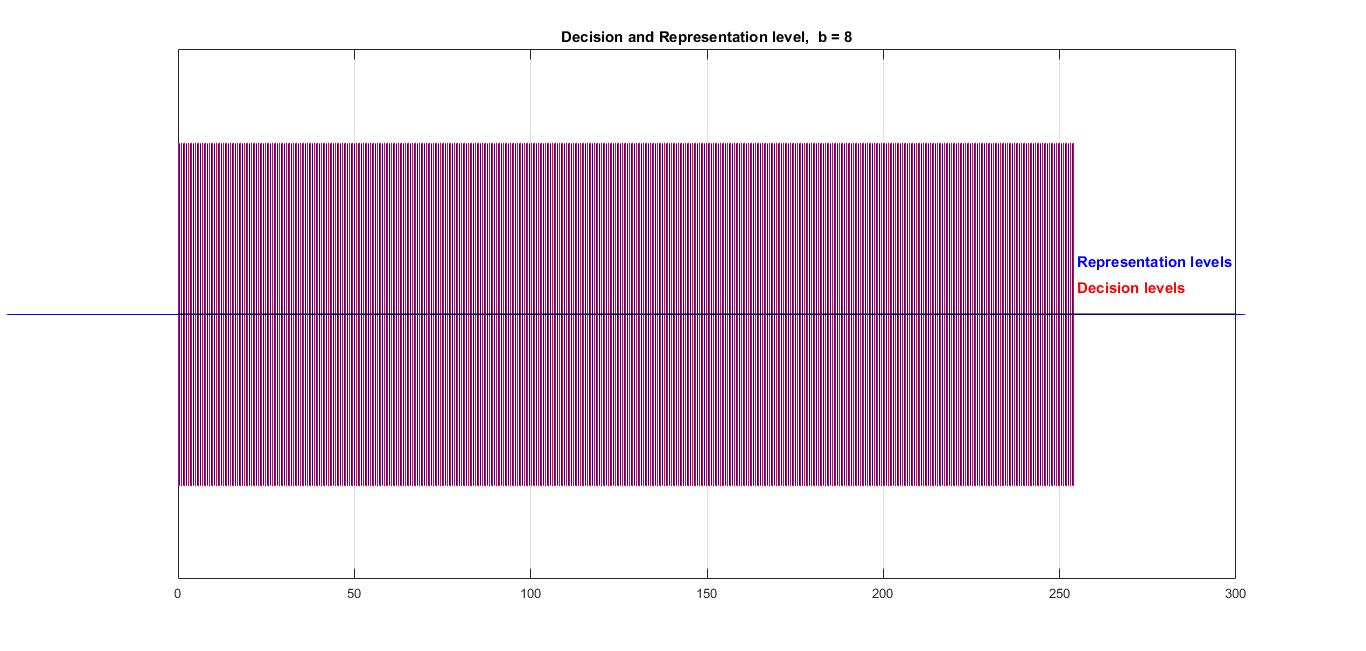 Decision and Representation level,  b = 8
Representation levels
Decision levels
0 50 100 150 200 250 300